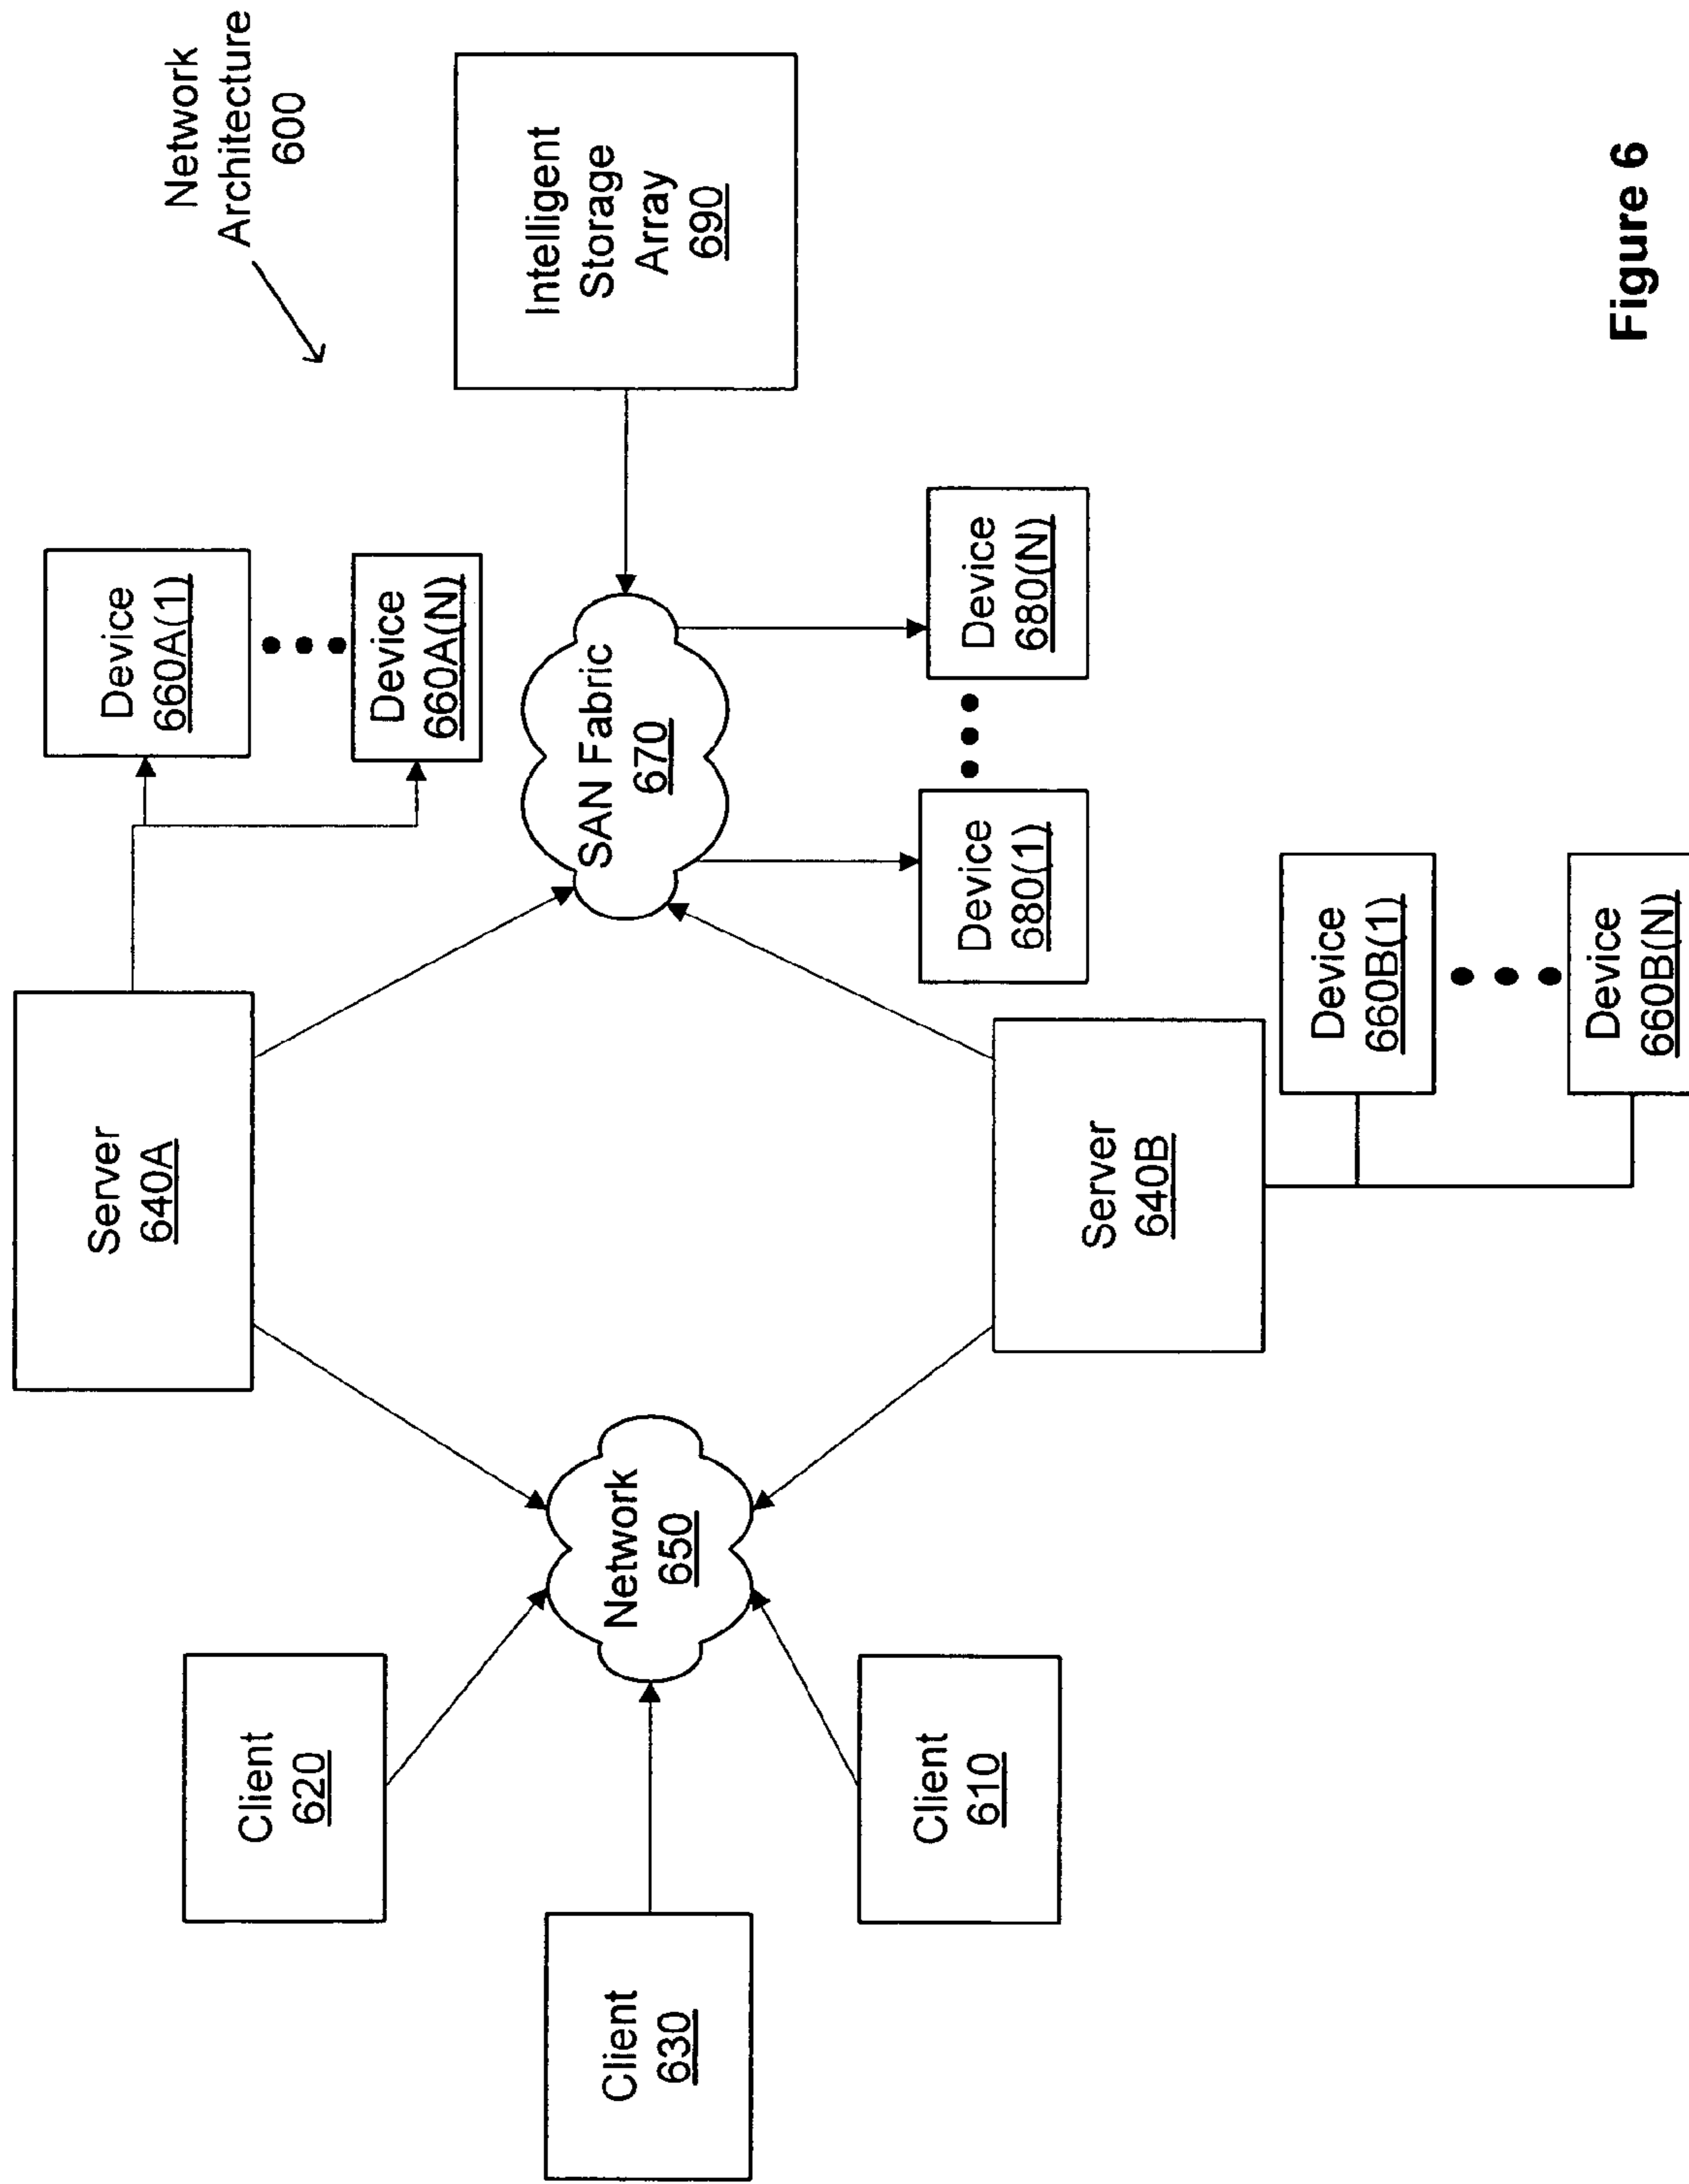 Network
Architecture
600
Device
660A(1)
Device
660A(N)
Server
640A
Intelligent
Storage
Array
690
SAN Fabric
670
Client
620
Network
650
Client
630
Device
680(1)
Device
680(N)
Client
610
Server
640B
Device
660B(1)
Device
660B(N)
Figure 6